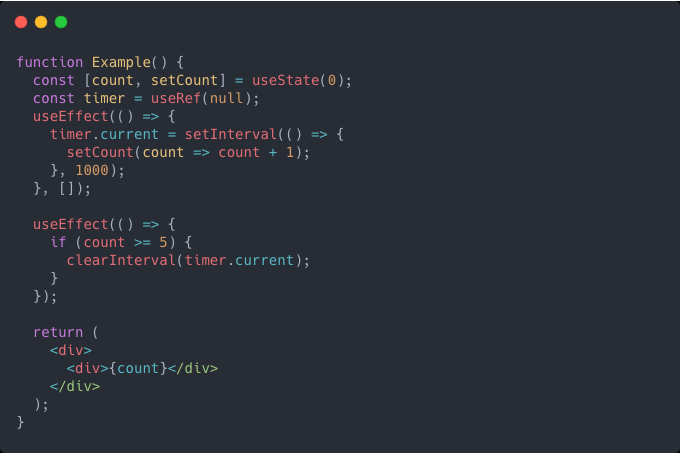 function Example() {
  const [count, setCount] = useState(0);
  const timer = useRef(null);
  useEffect(() => {
    timer.current = setInterval(() => {
      setCount(count => count + 1);
    }, 1000);
  }, []);

  useEffect(() => {
    if (count >= 5) {
      clearInterval(timer.current);
    }
  });

  return (
    <div>
      <div>{count}</div>
    </div>
  );
}